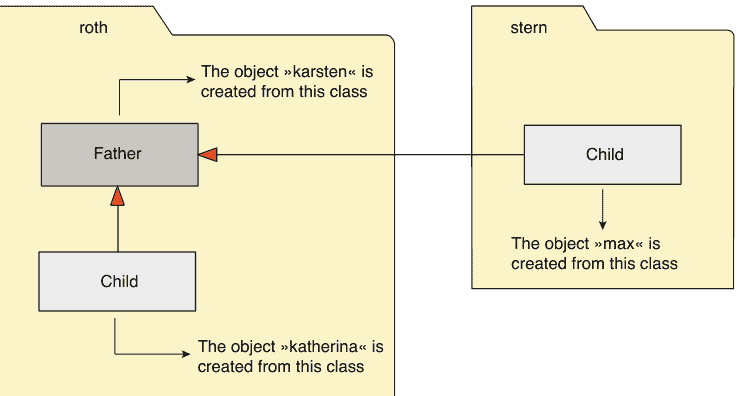 roth
The object »karsten« is
created from this class
Father
Child
The object »katherina« is
created from this class
stern
Child
The object »max« is
created from this class